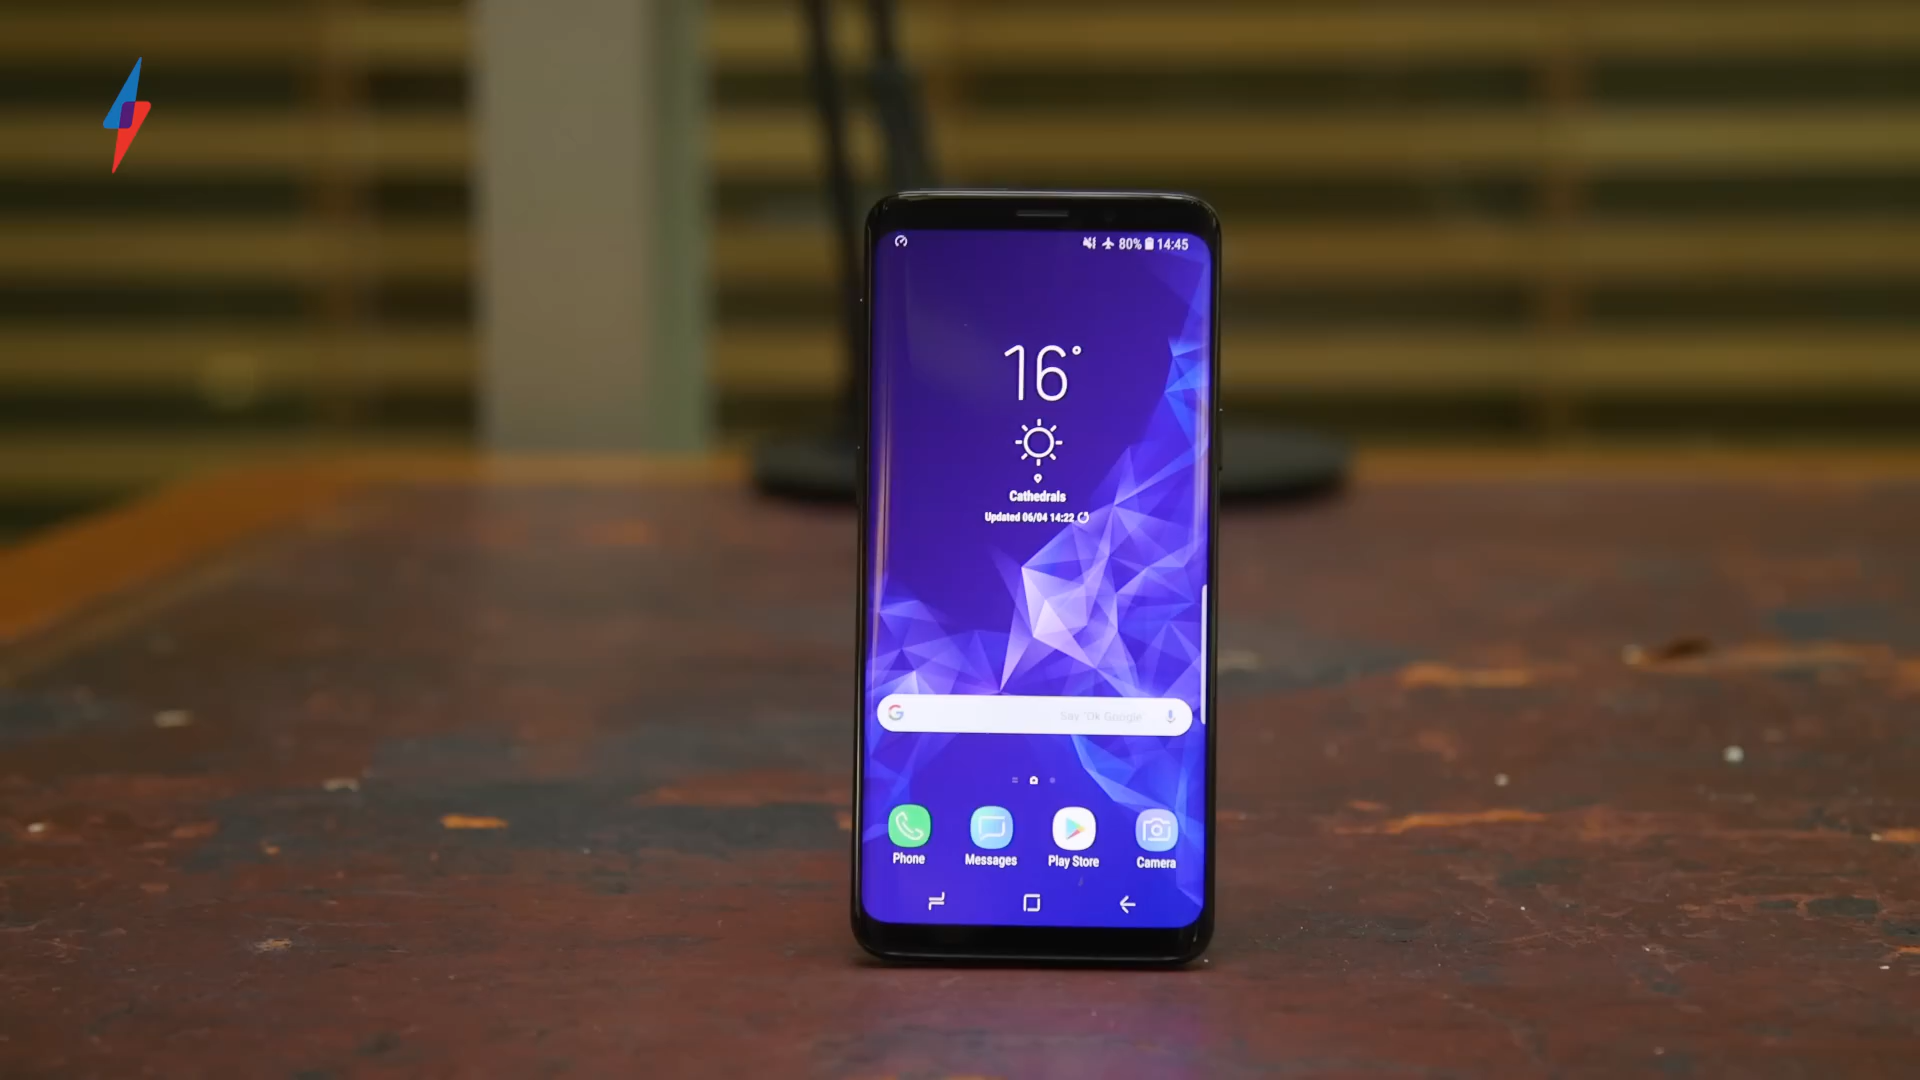 80% 14:45
16°
Cathedrals
Updated 06/04 14:22
G Say "Ok Google
Phone Messages Play Store Camera